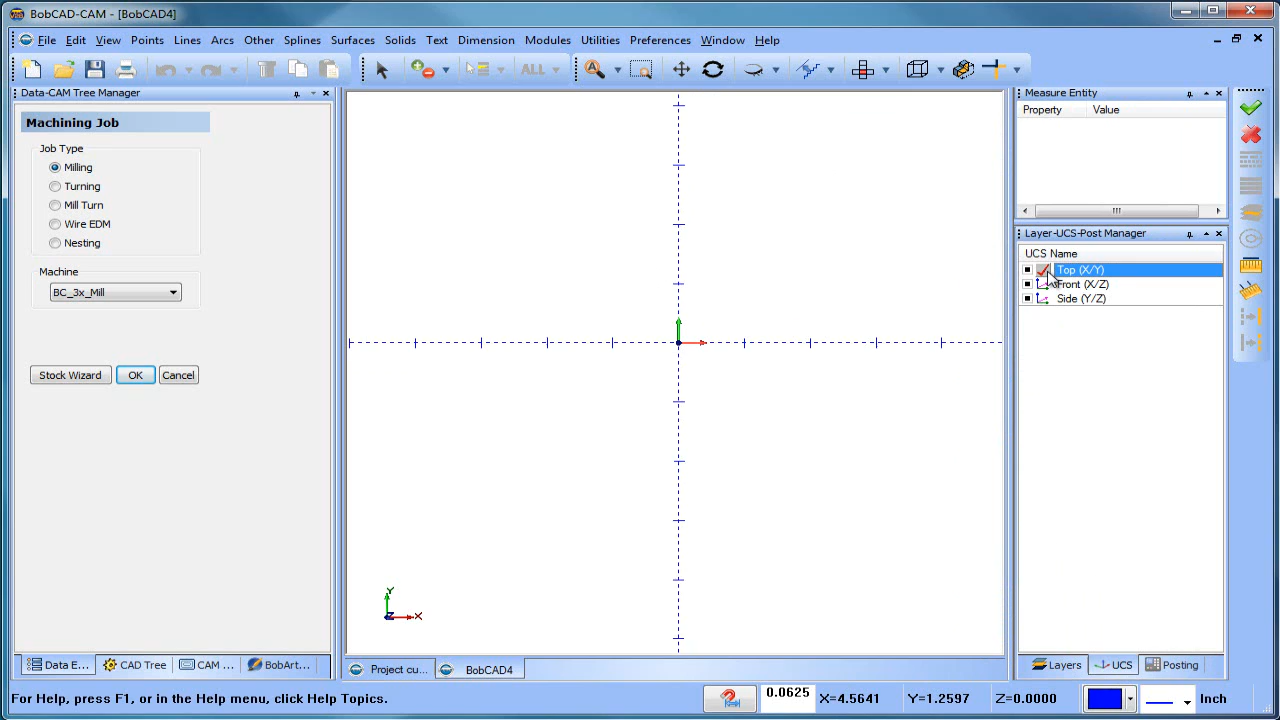 BobCAD-CAM - [BobCAD4]
File Edit View Points Lines Arcs Other Splines Surfaces Solids Text Dimension Modules Utilities Preferences Window Help
ALL
Data-CAM Tree Manager
Machining Job
Job Type
Milling
Turning
Mill Turn
Wire EDM
Nesting
Machine
BC_3x_Mill
Stock Wizard OK Cancel
Data E... CAD Tree CAM ... BobArt...
Y
Z X
Project cu... BobCAD4
Measure Entity
Property Value
Layer-UCS-Post Manager
UCS Name
Top (X/Y)
Front (X/Z)
Side (Y/Z)
Layers UCS Posting
For Help, press F1, or in the Help menu, click Help Topics. 0.0625 X=4.5641 Y=1.2597 Z=0.0000 Inch